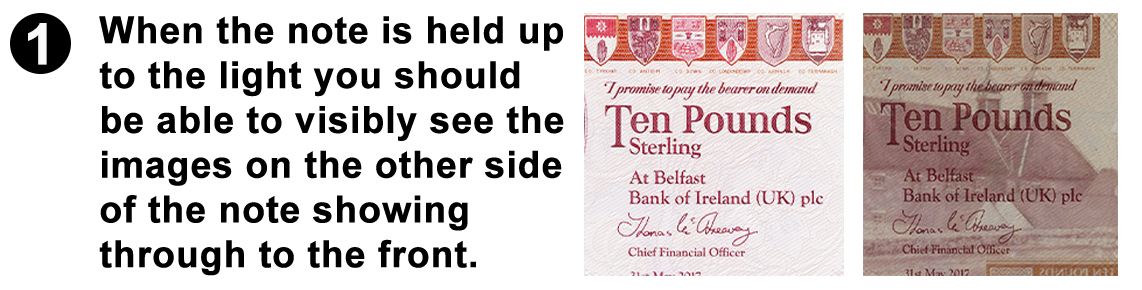 1
When the note is held up
to the light you should
be able to visibly see the
images on the other side
of the note showing
through to the front.
CO. TYRONE CO. ANTRIM CO. DOWN CO. LONDONDERRY CO. ARMAGH CO. FERMANAGH
I promise to pay the bearer on demand
Ten Pounds
Sterling
At Belfast
Bank of Ireland (UK) plc
Chief Financial Officer
31st May 2017
I promise to pay the bearer on demand
Ten Pounds
Sterling
At Belfast
Bank of Ireland (UK) plc
Chief Financial Officer
31st May 2017
TEN POUNDS